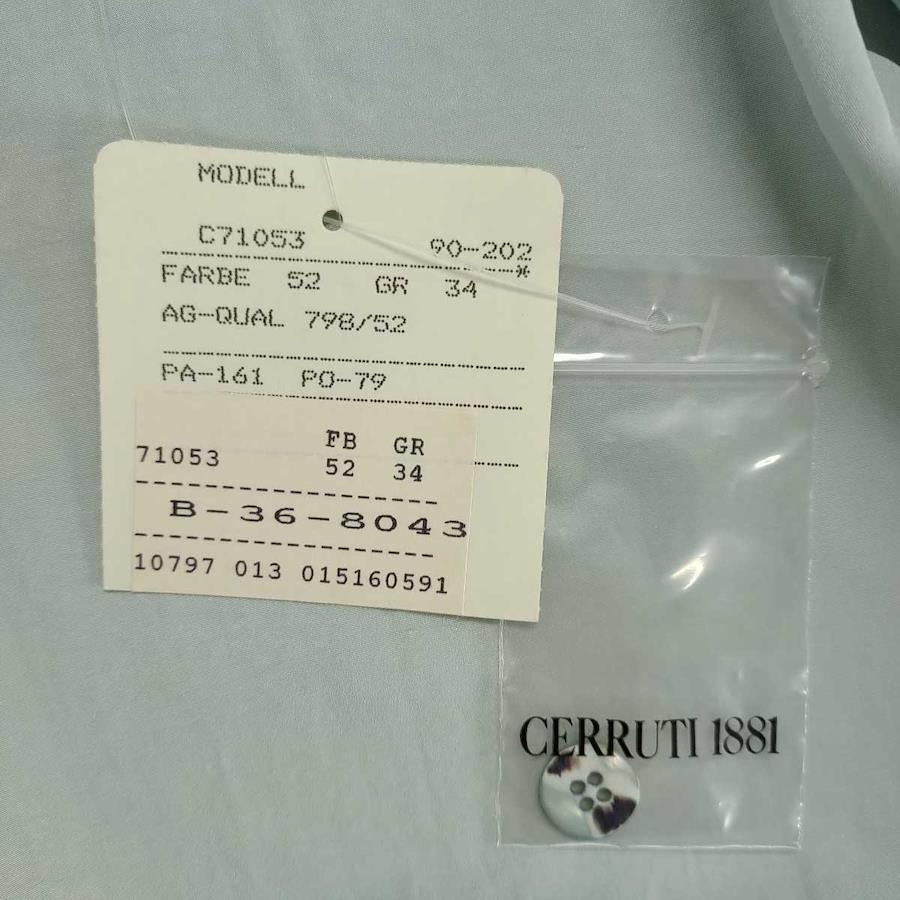 MODELL
C71053 90-202
*
FARBE 52 GR 34
AG-QUAL 798/52
PA-161 PO-79
FB GR
71053 52 34
B-36-8043
10797 013 015160591
CERRUTI 1881